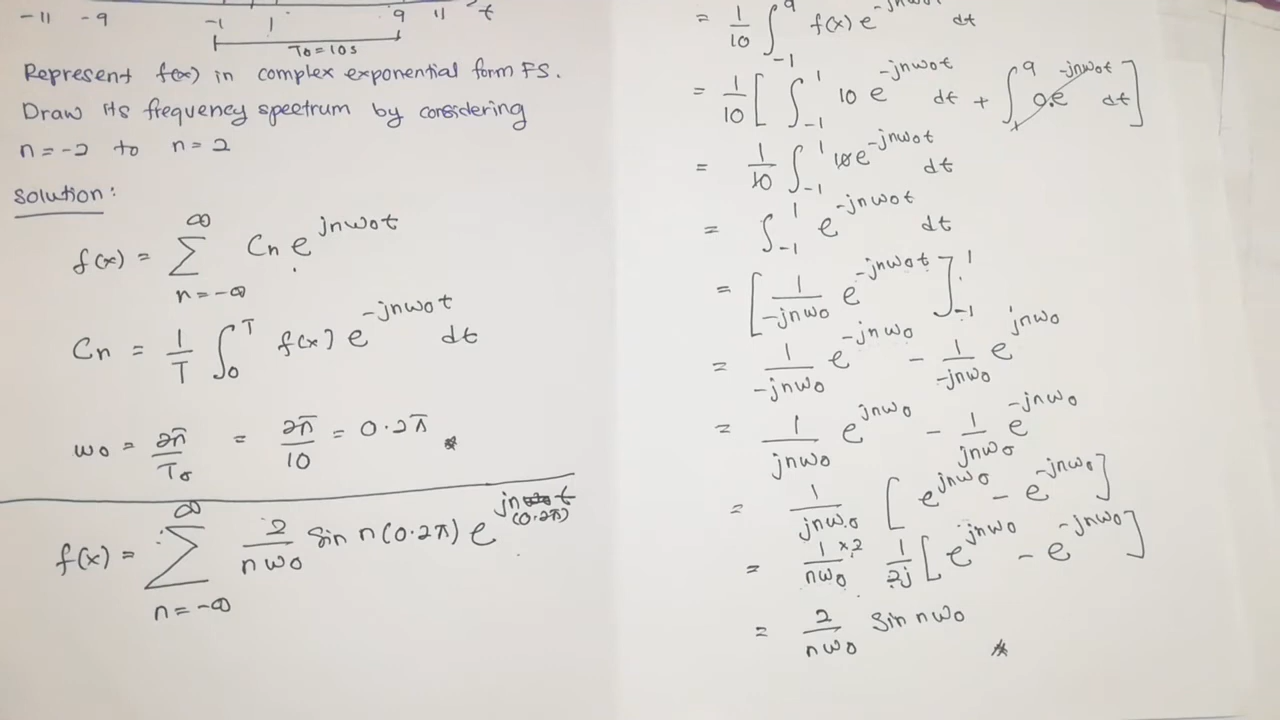 -11 -9 -1 1 9 11 t
T0 = 10s
Represent f(x) in complex exponential form FS.
Draw its frequency spectrum by considering
n = -2 to n = 2
Solution:
f(x) = ∑_{n=-∞}^{∞} Cn e^{jnω0t}
Cn = 1/T ∫_0^T f(x) e^{-jnω0t} dt
ω0 = 2π/T0 = 2π/10 = 0.2π
f(x) = ∑_{n=-∞}^{∞} 2/nω0 sin n(0.2π) e^{jn(0.2π)t}
= 1/10 ∫_{-1}^9 f(x) e^{-jnω0t} dt
= 1/10 [ ∫_{-1}^1 10 e^{-jnω0t} dt + ∫_1^9 0.e^{-jnω0t} dt ]
= 1/10 ∫_{-1}^1 10e^{-jnω0t} dt
= ∫_{-1}^1 e^{-jnω0t} dt
= [ 1/-jnω0 e^{-jnω0t} ]_{-1}^1
= 1/-jnω0 e^{-jnω0} - 1/-jnω0 e^{jnω0}
= 1/jnω0 e^{jnω0} - 1/jnω0 e^{-jnω0}
= 1/jnω0 [ e^{jnω0} - e^{-jnω0} ]
= 1×2/nω0 1/2j [ e^{jnω0} - e^{-jnω0} ]
= 2/nω0 sin nω0